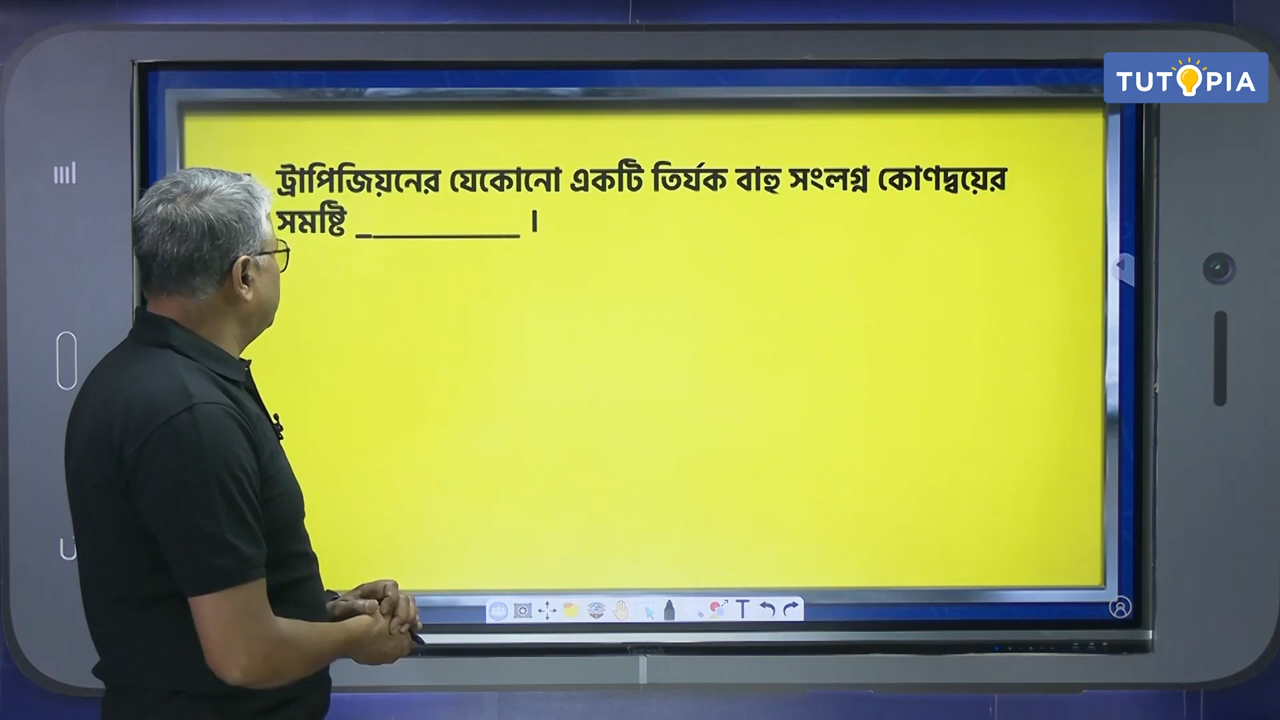 TUTOPIA
ট্রাপিজিয়নের যেকোনো একটি তির্যক বাহু সংলগ্ন কোণদ্বয়ের
সমষ্টি __________ ।